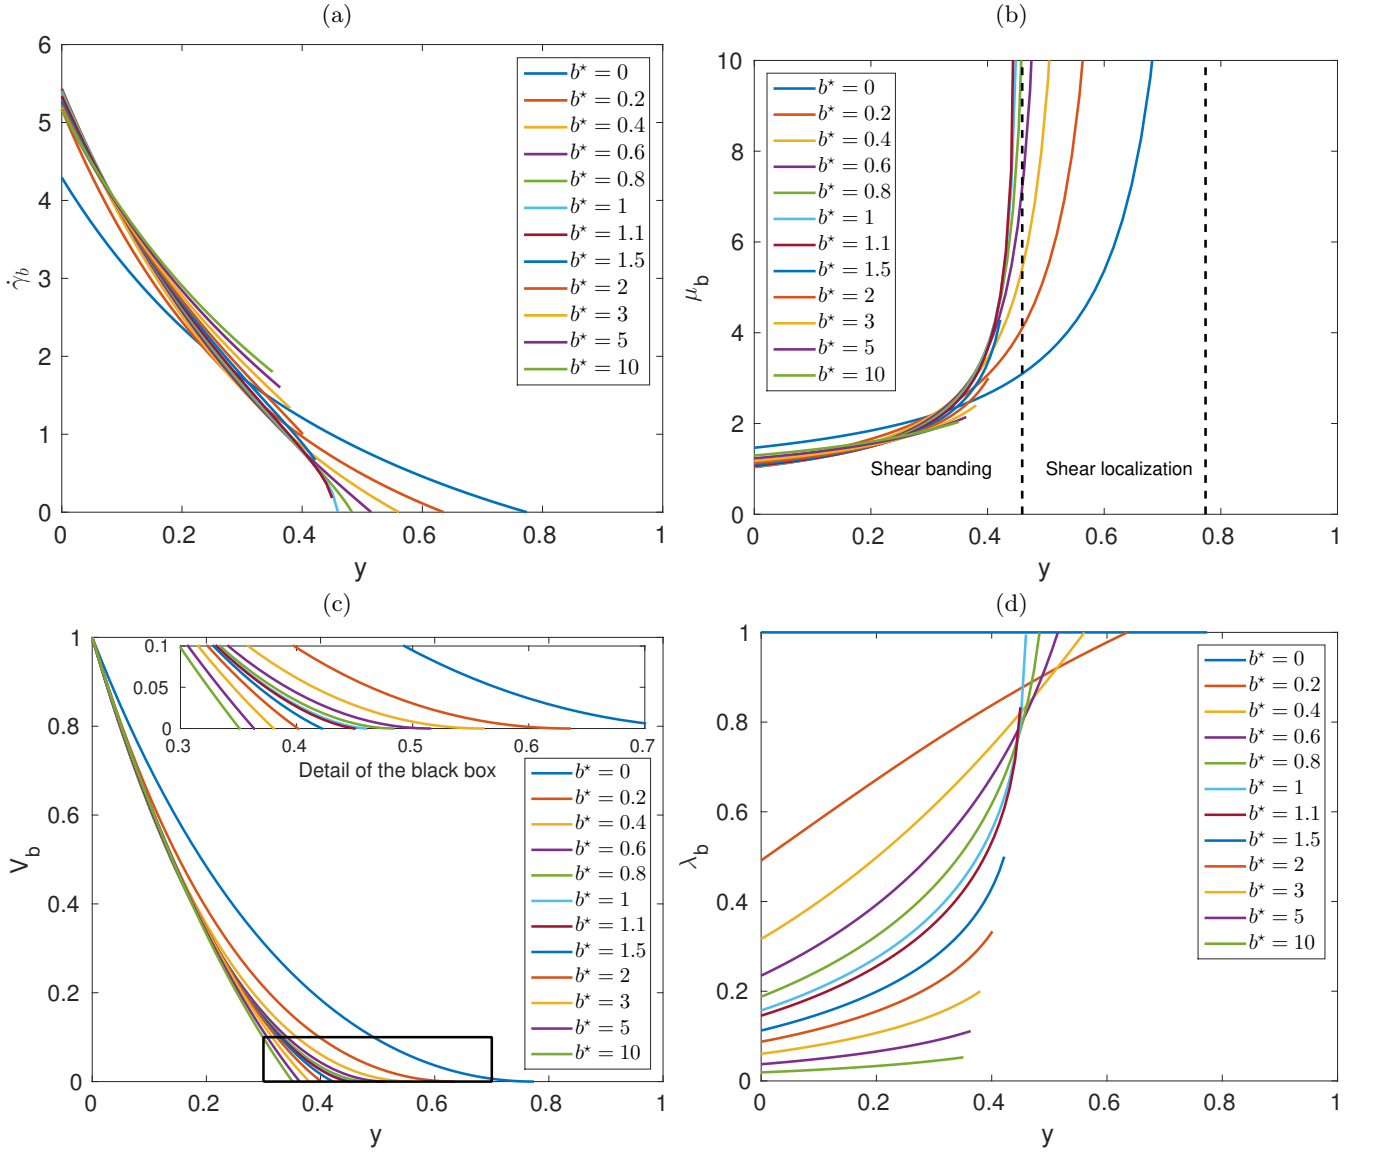 (a)
6
5
4
3
2
1
0
γ̇_b
0 0.2 0.4 0.6 0.8 1
y
b⋆ = 0
b⋆ = 0.2
b⋆ = 0.4
b⋆ = 0.6
b⋆ = 0.8
b⋆ = 1
b⋆ = 1.1
b⋆ = 1.5
b⋆ = 2
b⋆ = 3
b⋆ = 5
b⋆ = 10
(b)
10
8
6
4
2
0
μ_b
0 0.2 0.4 0.6 0.8 1
y
b⋆ = 0
b⋆ = 0.2
b⋆ = 0.4
b⋆ = 0.6
b⋆ = 0.8
b⋆ = 1
b⋆ = 1.1
b⋆ = 1.5
b⋆ = 2
b⋆ = 3
b⋆ = 5
b⋆ = 10
Shear banding
Shear localization
(c)
1
0.8
0.6
0.4
0.2
0
V_b
0 0.2 0.4 0.6 0.8 1
y
0.1
0.05
0
0.3 0.4 0.5 0.6 0.7
Detail of the black box
b⋆ = 0
b⋆ = 0.2
b⋆ = 0.4
b⋆ = 0.6
b⋆ = 0.8
b⋆ = 1
b⋆ = 1.1
b⋆ = 1.5
b⋆ = 2
b⋆ = 3
b⋆ = 5
b⋆ = 10
(d)
1
0.8
0.6
0.4
0.2
0
λ_b
0 0.2 0.4 0.6 0.8 1
y
b⋆ = 0
b⋆ = 0.2
b⋆ = 0.4
b⋆ = 0.6
b⋆ = 0.8
b⋆ = 1
b⋆ = 1.1
b⋆ = 1.5
b⋆ = 2
b⋆ = 3
b⋆ = 5
b⋆ = 10